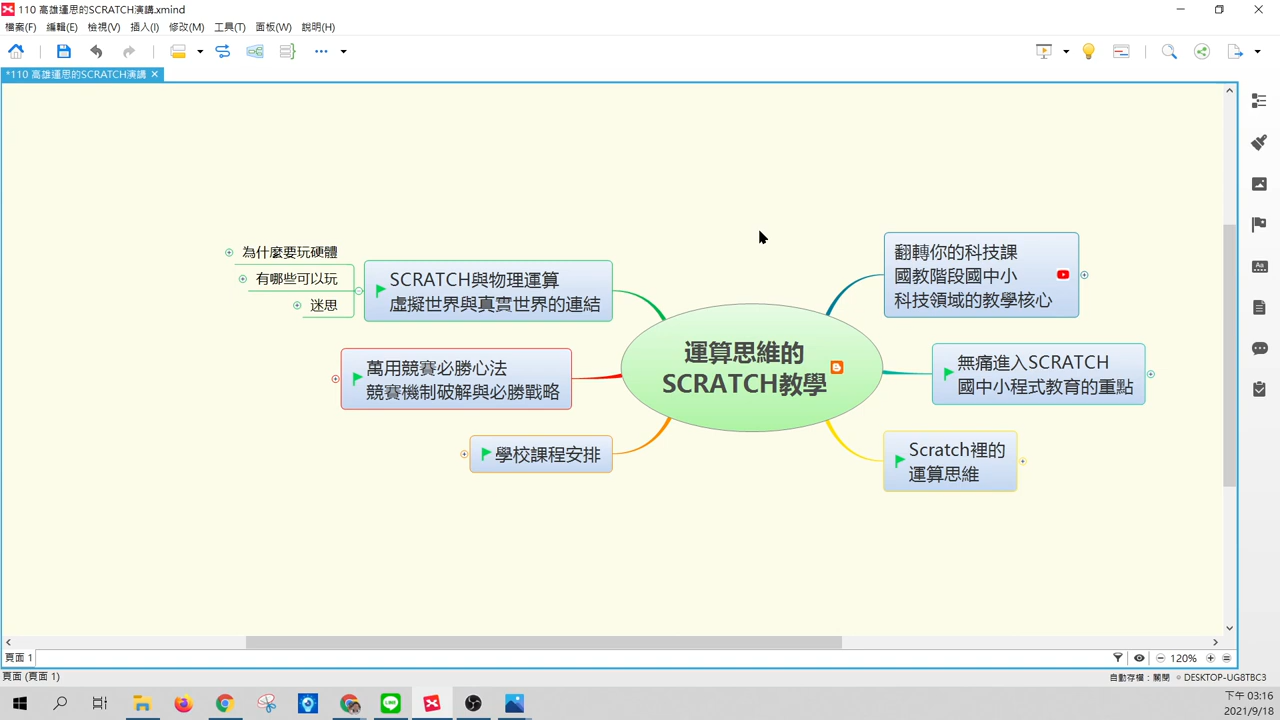 110 高雄運思的SCRATCH演講.xmind
檔案(F) 編輯(E) 檢視(V) 插入(I) 修改(M) 工具(T) 面板(W) 說明(H)
*110 高雄運思的SCRATCH演講
為什麼要玩硬體
有哪些可以玩
迷思
SCRATCH與物理運算
虛擬世界與真實世界的連結
萬用競賽必勝心法
競賽機制破解與必勝戰略
學校課程安排
運算思維的
SCRATCH教學
翻轉你的科技課
國教階段國中小
科技領域的教學核心
無痛進入SCRATCH
國中小程式教育的重點
Scratch裡的
運算思維
頁面 1
120%
頁面 (頁面 1)
自動存檔：關閉
DESKTOP-UG8TBC3
下午 03:16
2021/9/18